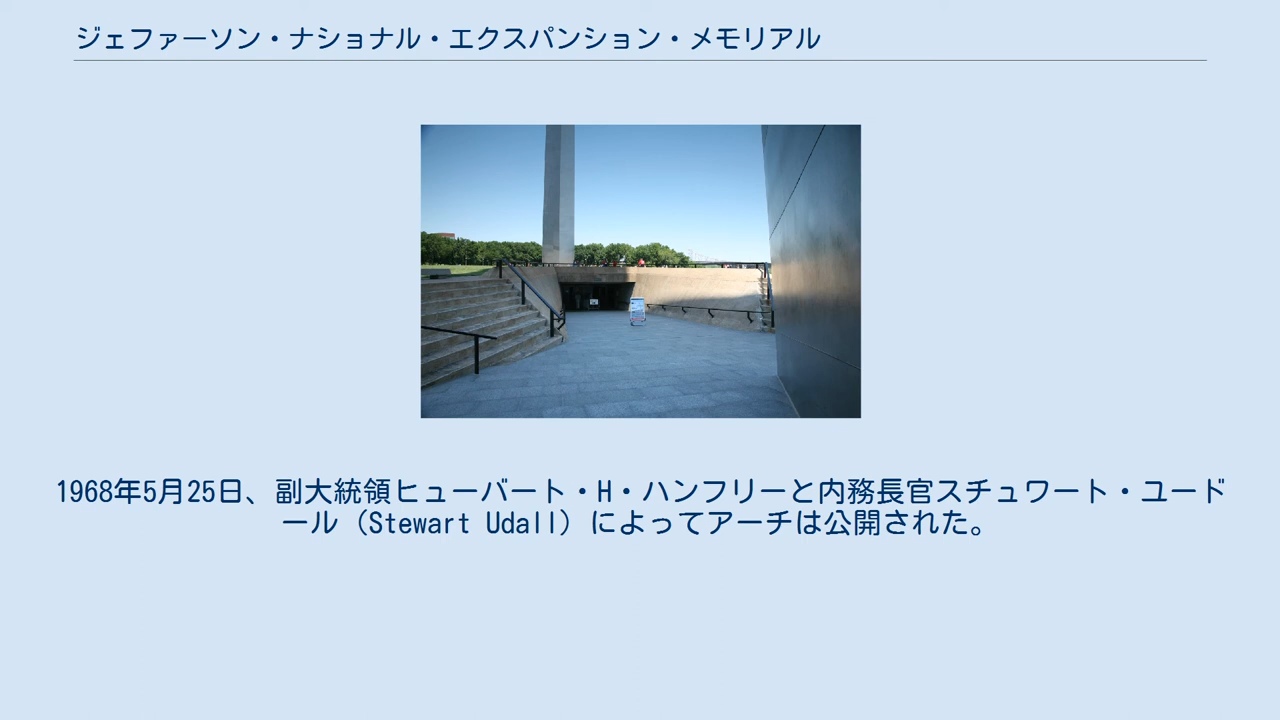 ジェファーソン・ナショナル・エクスパンション・メモリアル
1968年5月25日、副大統領ヒューバート・H・ハンフリーと内務長官スチュワート・ユード
ール（Stewart Udall）によってアーチは公開された。